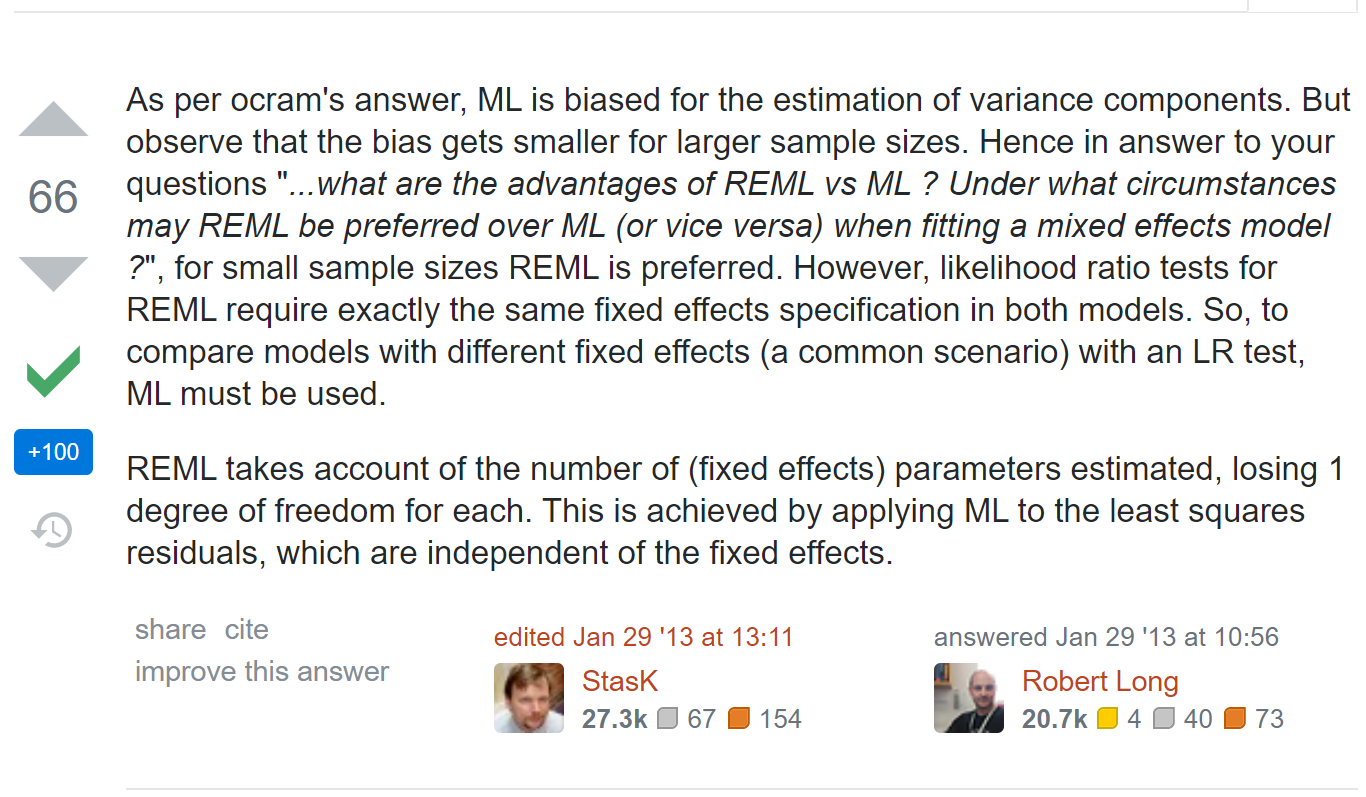 As per ocram's answer, ML is biased for the estimation of variance components. But
observe that the bias gets smaller for larger sample sizes. Hence in answer to your
questions "...what are the advantages of REML vs ML ? Under what circumstances
may REML be preferred over ML (or vice versa) when fitting a mixed effects model
?", for small sample sizes REML is preferred. However, likelihood ratio tests for
REML require exactly the same fixed effects specification in both models. So, to
compare models with different fixed effects (a common scenario) with an LR test,
ML must be used.
66
+100
REML takes account of the number of (fixed effects) parameters estimated, losing 1
degree of freedom for each. This is achieved by applying ML to the least squares
residuals, which are independent of the fixed effects.
share cite
improve this answer
edited Jan 29 '13 at 13:11
StasK
27.3k 67 154
answered Jan 29 '13 at 10:56
Robert Long
20.7k 4 40 73